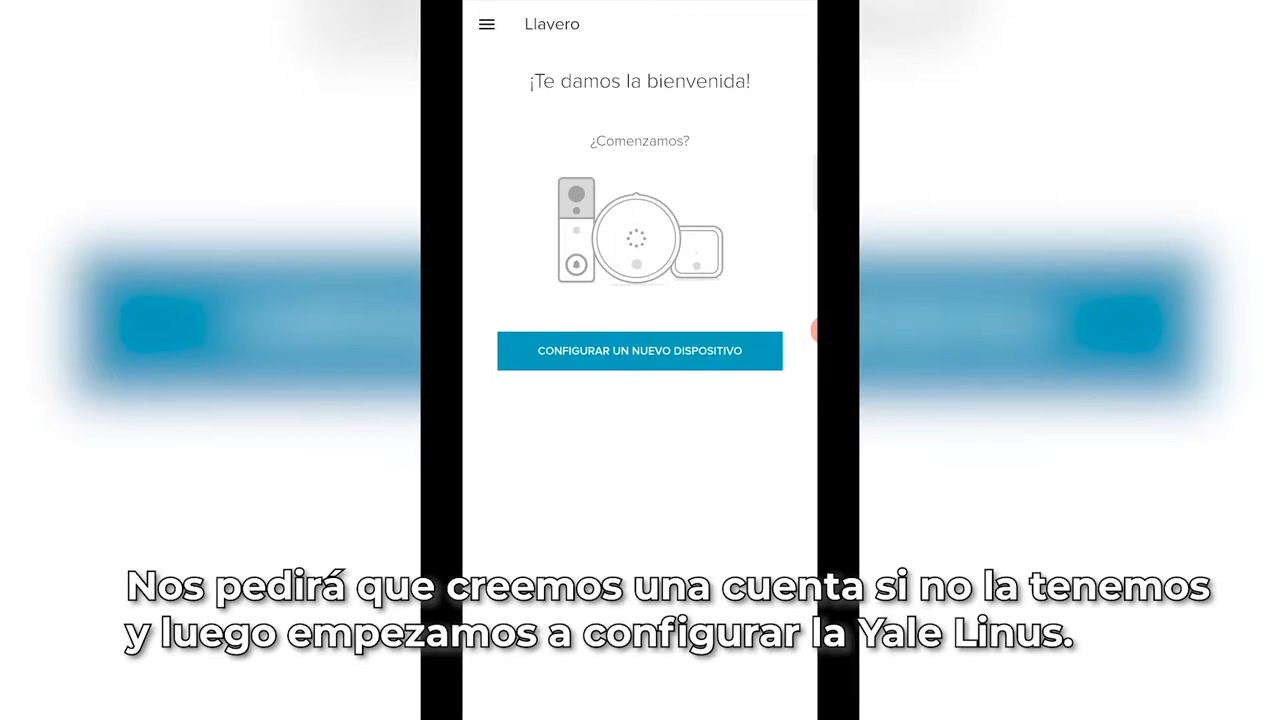 Llavero
¡Te damos la bienvenida!
¿Comenzamos?
CONFIGURAR UN NUEVO DISPOSITIVO
Nos pedirá que creemos una cuenta si no la tenemos
y luego empezamos a configurar la Yale Linus.